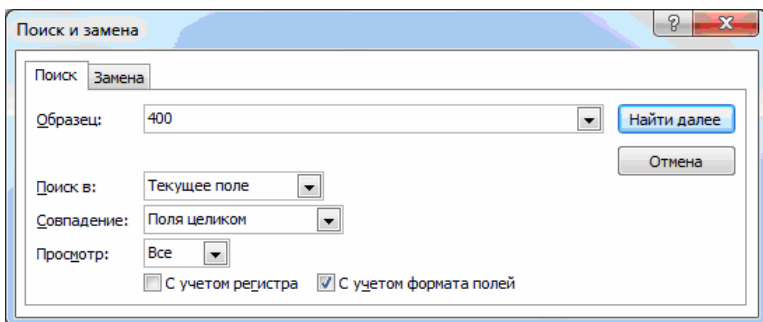 Поиск и замена
Поиск Замена
Образец: 400 Найти далее
Отмена
Поиск в: Текущее поле
Совпадение: Поля целиком
Просмотр: Все
С учетом регистра С учетом формата полей